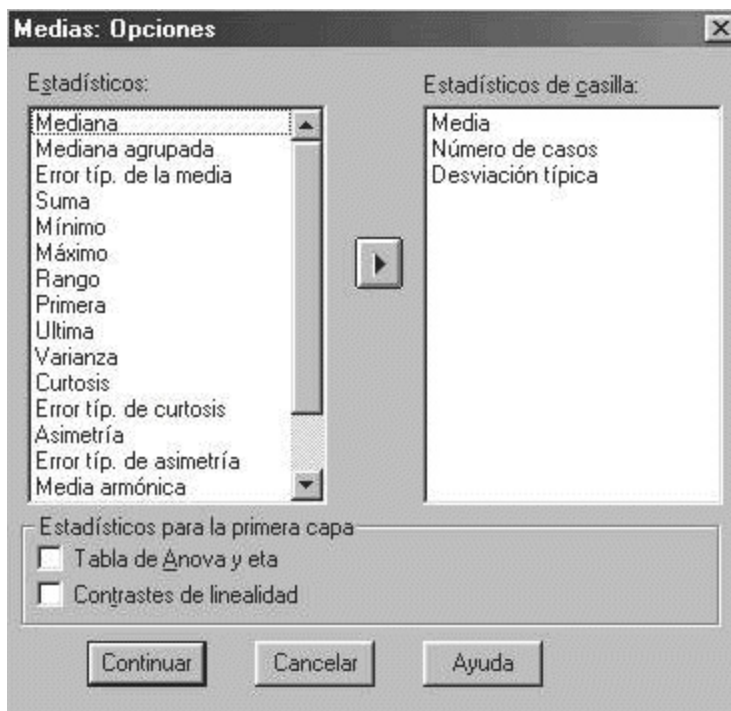 Medias: Opciones
Estadísticos:
Mediana
Mediana agrupada
Error típ. de la media
Suma
Mínimo
Máximo
Rango
Primera
Ultima
Varianza
Curtosis
Error típ. de curtosis
Asimetría
Error típ. de asimetría
Media armónica
Estadísticos de casilla:
Media
Número de casos
Desviación típica
Estadísticos para la primera capa
Tabla de Anova y eta
Contrastes de linealidad
Continuar
Cancelar
Ayuda